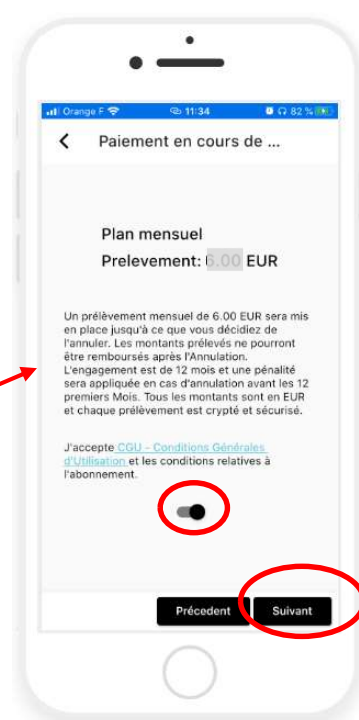 Orange F 11:34 82 %
Paiement en cours de ...
Plan mensuel
Prelevement: 6.00 EUR
Un prélèvement mensuel de 6.00 EUR sera mis
en place jusqu'à ce que vous décidiez de
l'annuler. Les montants prélevés ne pourront
être remboursés après l'Annulation.
L'engagement est de 12 mois et une pénalité
sera appliquée en cas d'annulation avant les 12
premiers Mois. Tous les montants sont en EUR
et chaque prélèvement est crypté et sécurisé.
J'accepte CGU - Conditions Générales
d'Utilisation et les conditions relatives à
l'abonnement.
Précedent Suivant